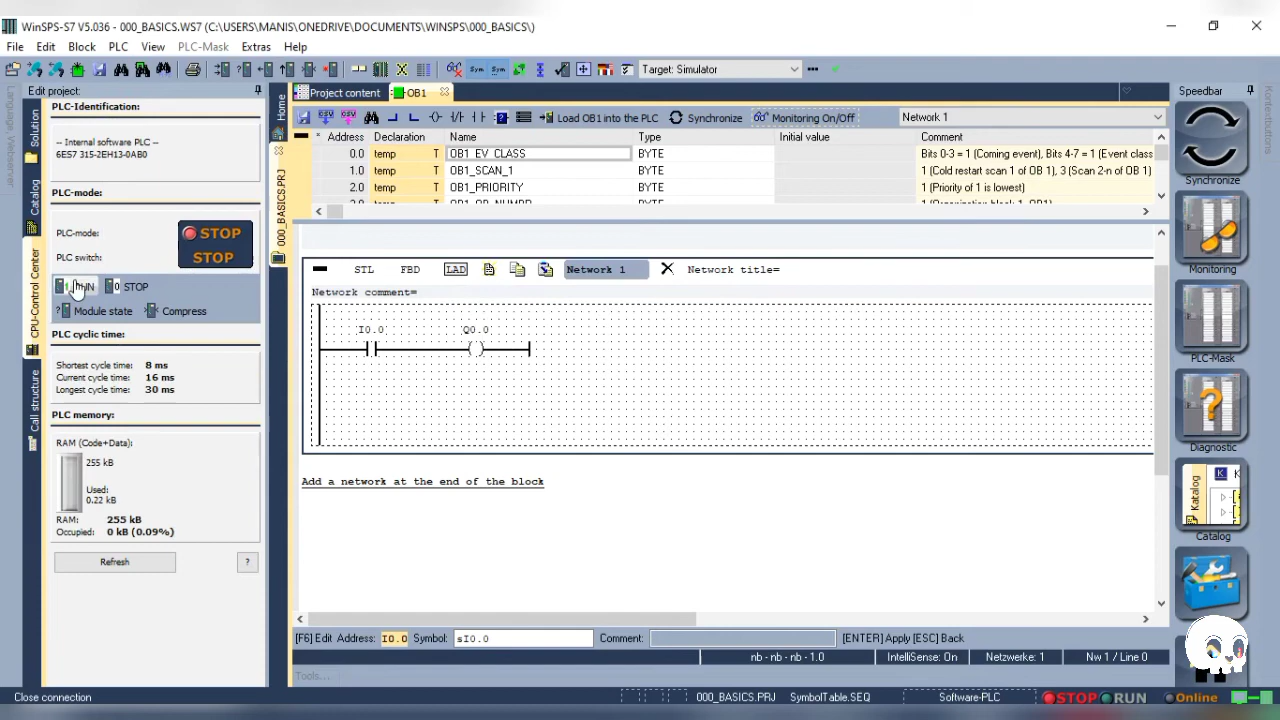 WinSPS-S7 V5.036 - 000_BASICS.WS7 (C:\USERS\MANIS\ONEDRIVE\DOCUMENTS\WINSPS\000_BASICS\)
File Edit Block PLC View PLC-Mask Extras Help
Target: Simulator
Edit project:
PLC-Identification:
-- Internal software PLC --
6ES7 315-2EH13-0AB0
PLC-mode:
PLC-mode: STOP
PLC switch: STOP
STOP
Module state Compress
PLC cyclic time:
Shortest cycle time: 8 ms
Current cycle time: 16 ms
Longest cycle time: 30 ms
PLC memory:
RAM (Code+Data):
255 kB
Used:
0.22 kB
RAM: 255 kB
Occupied: 0 kB (0.09%)
Refresh ?
Language, Webserver
Solution
Catalog
CPU-Control Center
Call structure
Home
000_BASICS.PRJ
Project content OB1
Load OB1 into the PLC Synchronize Monitoring On/Off Network 1
Address Declaration Name Type Initial value Comment
0.0 temp T OB1_EV_CLASS BYTE Bits 0-3 = 1 (Coming event), Bits 4-7 = 1 (Event class
1.0 temp T OB1_SCAN_1 BYTE 1 (Cold restart scan 1 of OB 1), 3 (Scan 2-n of OB 1)
2.0 temp T OB1_PRIORITY BYTE 1 (Priority of 1 is lowest)
STL FBD LAD Network 1 Network title=
Network comment=
I0.0 Q0.0
Add a network at the end of the block
[F6] Edit Address: I0.0 Symbol: sI0.0 Comment: [ENTER] Apply [ESC] Back
nb - nb - nb - 1.0 IntelliSense: On Netzwerke: 1 Nw 1 / Line 0
Tools...
Speedbar
Synchronize
Monitoring
PLC-Mask
Diagnostic
Katalog
Catalog
Kontextbuttons
Close connection 000_BASICS.PRJ SymbolTable.SEQ Software-PLC STOP RUN Online